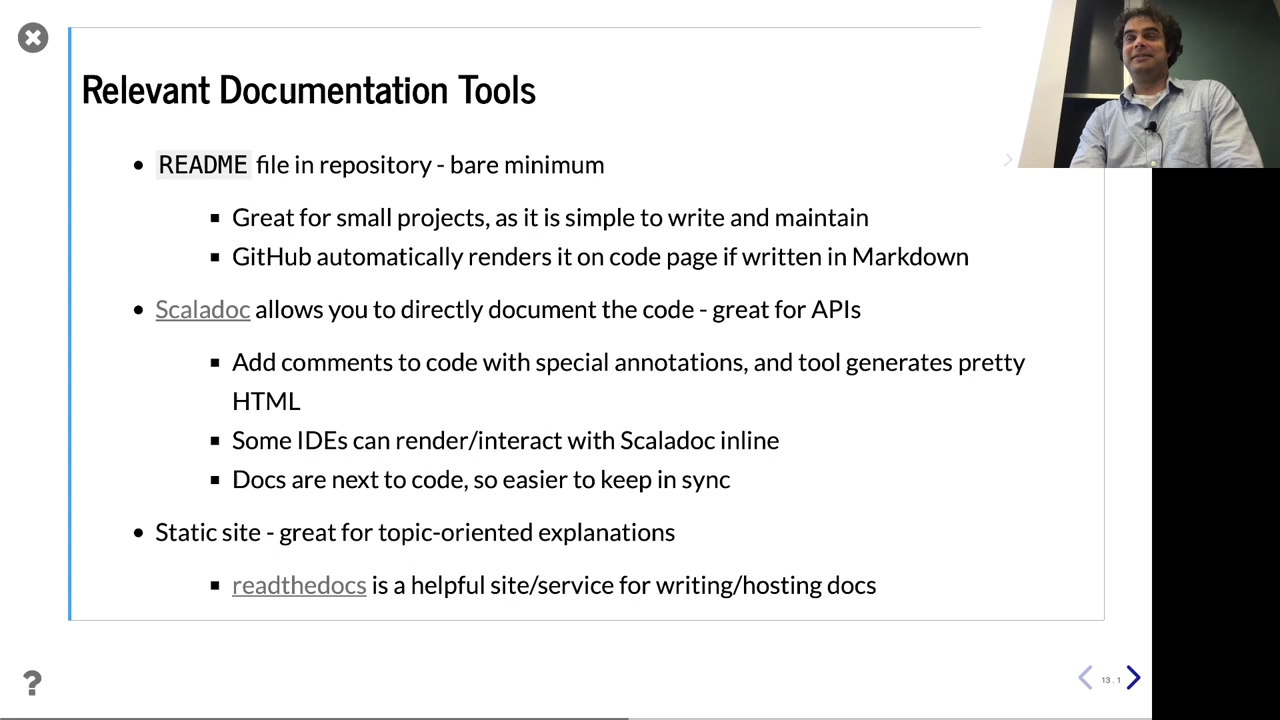 Relevant Documentation Tools
README file in repository - bare minimum
Great for small projects, as it is simple to write and maintain
GitHub automatically renders it on code page if written in Markdown
Scaladoc allows you to directly document the code - great for APIs
Add comments to code with special annotations, and tool generates pretty
HTML
Some IDEs can render/interact with Scaladoc inline
Docs are next to code, so easier to keep in sync
Static site - great for topic-oriented explanations
readthedocs is a helpful site/service for writing/hosting docs
?
13 . 1